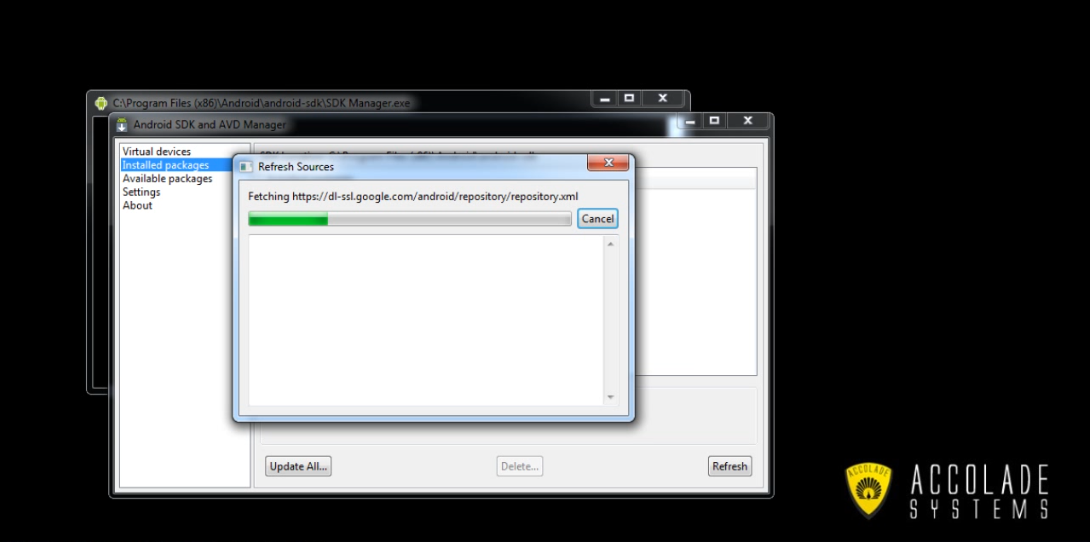 C:\Program Files (x86)\Android\android-sdk\SDK Manager.exe
Android SDK and AVD Manager
Virtual devices
Installed packages
Available packages
Settings
About
Refresh Sources
Fetching https://dl-ssl.google.com/android/repository/repository.xml
Cancel
Update All...
Delete...
Refresh
ACCOLADE
ACCOLADE
SYSTEMS